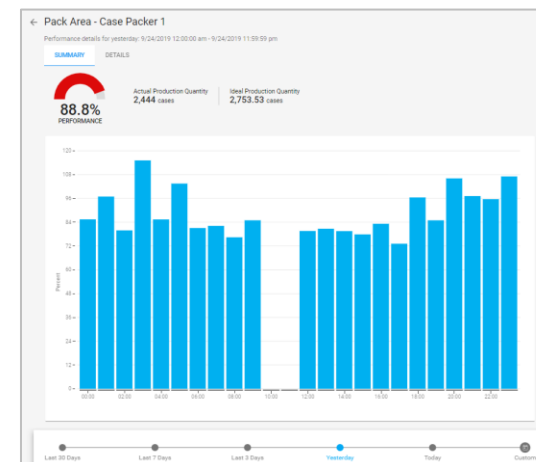 ← Pack Area - Case Packer 1
Performance details for yesterday: 9/24/2019 12:00:00 am - 9/24/2019 11:59:59 pm
SUMMARY DETAILS
88.8%
PERFORMANCE
Actual Production Quantity
2,444 cases
Ideal Production Quantity
2,753.53 cases
120
108
96
84
72
60
48
36
24
12
0
Percent
00:00 02:00 04:00 06:00 08:00 10:00 12:00 14:00 16:00 18:00 20:00 22:00
Last 30 Days Last 7 Days Last 3 Days Yesterday Today Custom